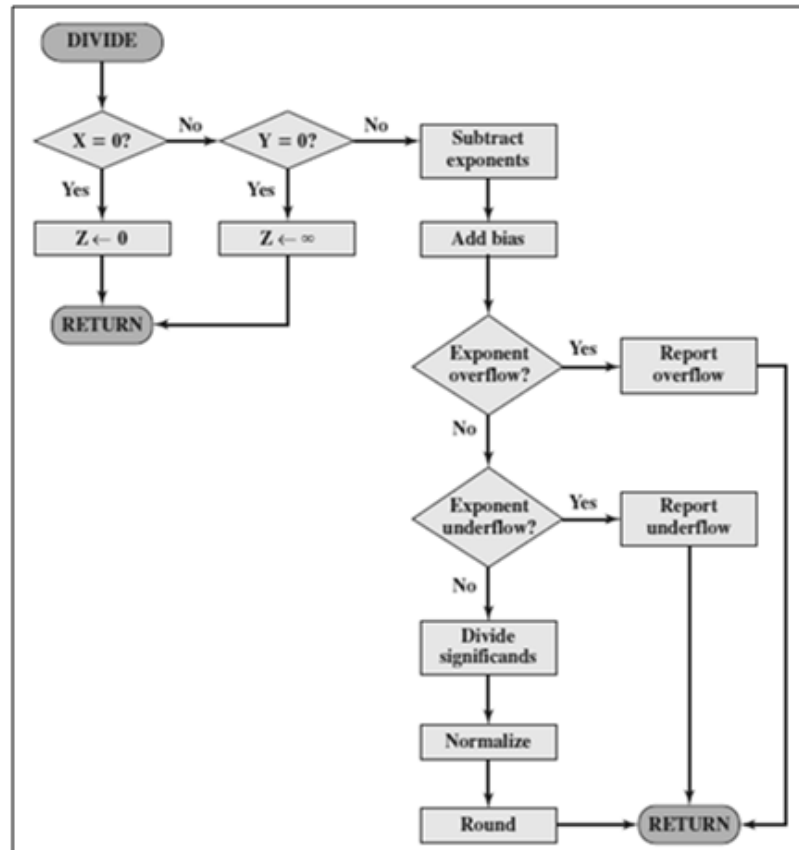 DIVIDE
X = 0?
No
Y = 0?
No
Subtract
exponents
Yes
Yes
Z ← 0
Z ← ∞
Add bias
RETURN
Exponent
overflow?
Yes
Report
overflow
No
Exponent
underflow?
Yes
Report
underflow
No
Divide
significands
Normalize
Round
RETURN